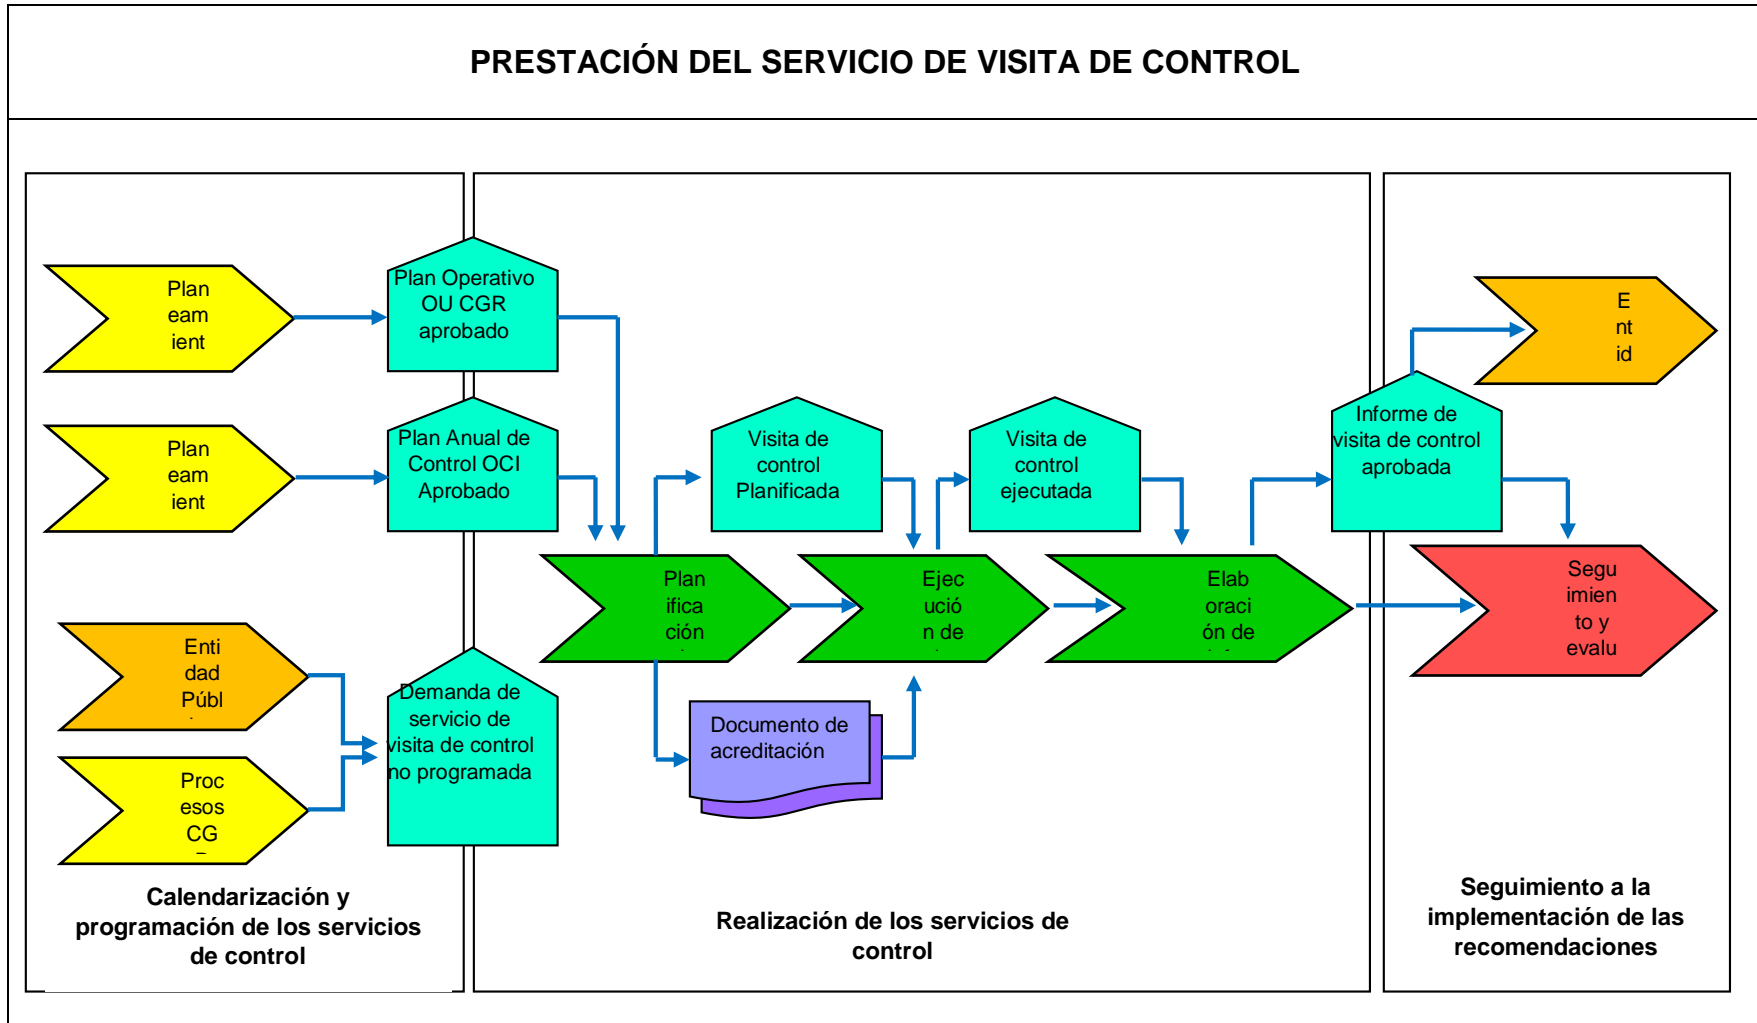 PRESTACIÓN DEL SERVICIO DE VISITA DE CONTROL
Plan
eam
ient
Plan Operativo
OU CGR
aprobado
Plan
eam
ient
Plan Anual de
Control OCI
Aprobado
Enti
dad
Públ
Proc
esos
CG
Demanda de
servicio de
visita de control
no programada
Calendarización y
programación de los servicios
de control
Visita de
control
Planificada
Visita de
control
ejecutada
Plan
ifica
ción
Ejec
ució
n de
Elab
oraci
ón de
Documento de
acreditación
Realización de los servicios de
control
Informe de
visita de control
aprobada
E
nt
id
Segu
imien
to y
evalu
Seguimiento a la
implementación de las
recomendaciones